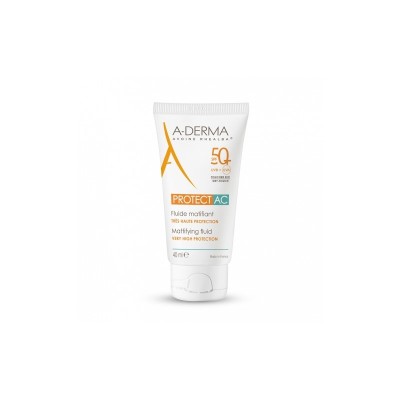 A-DERMA
50+
PROTECT AC
Fluide matifiant
TRÈS HAUTE PROTECTION
Mattifying fluid
VERY HIGH PROTECTION
40 ml e